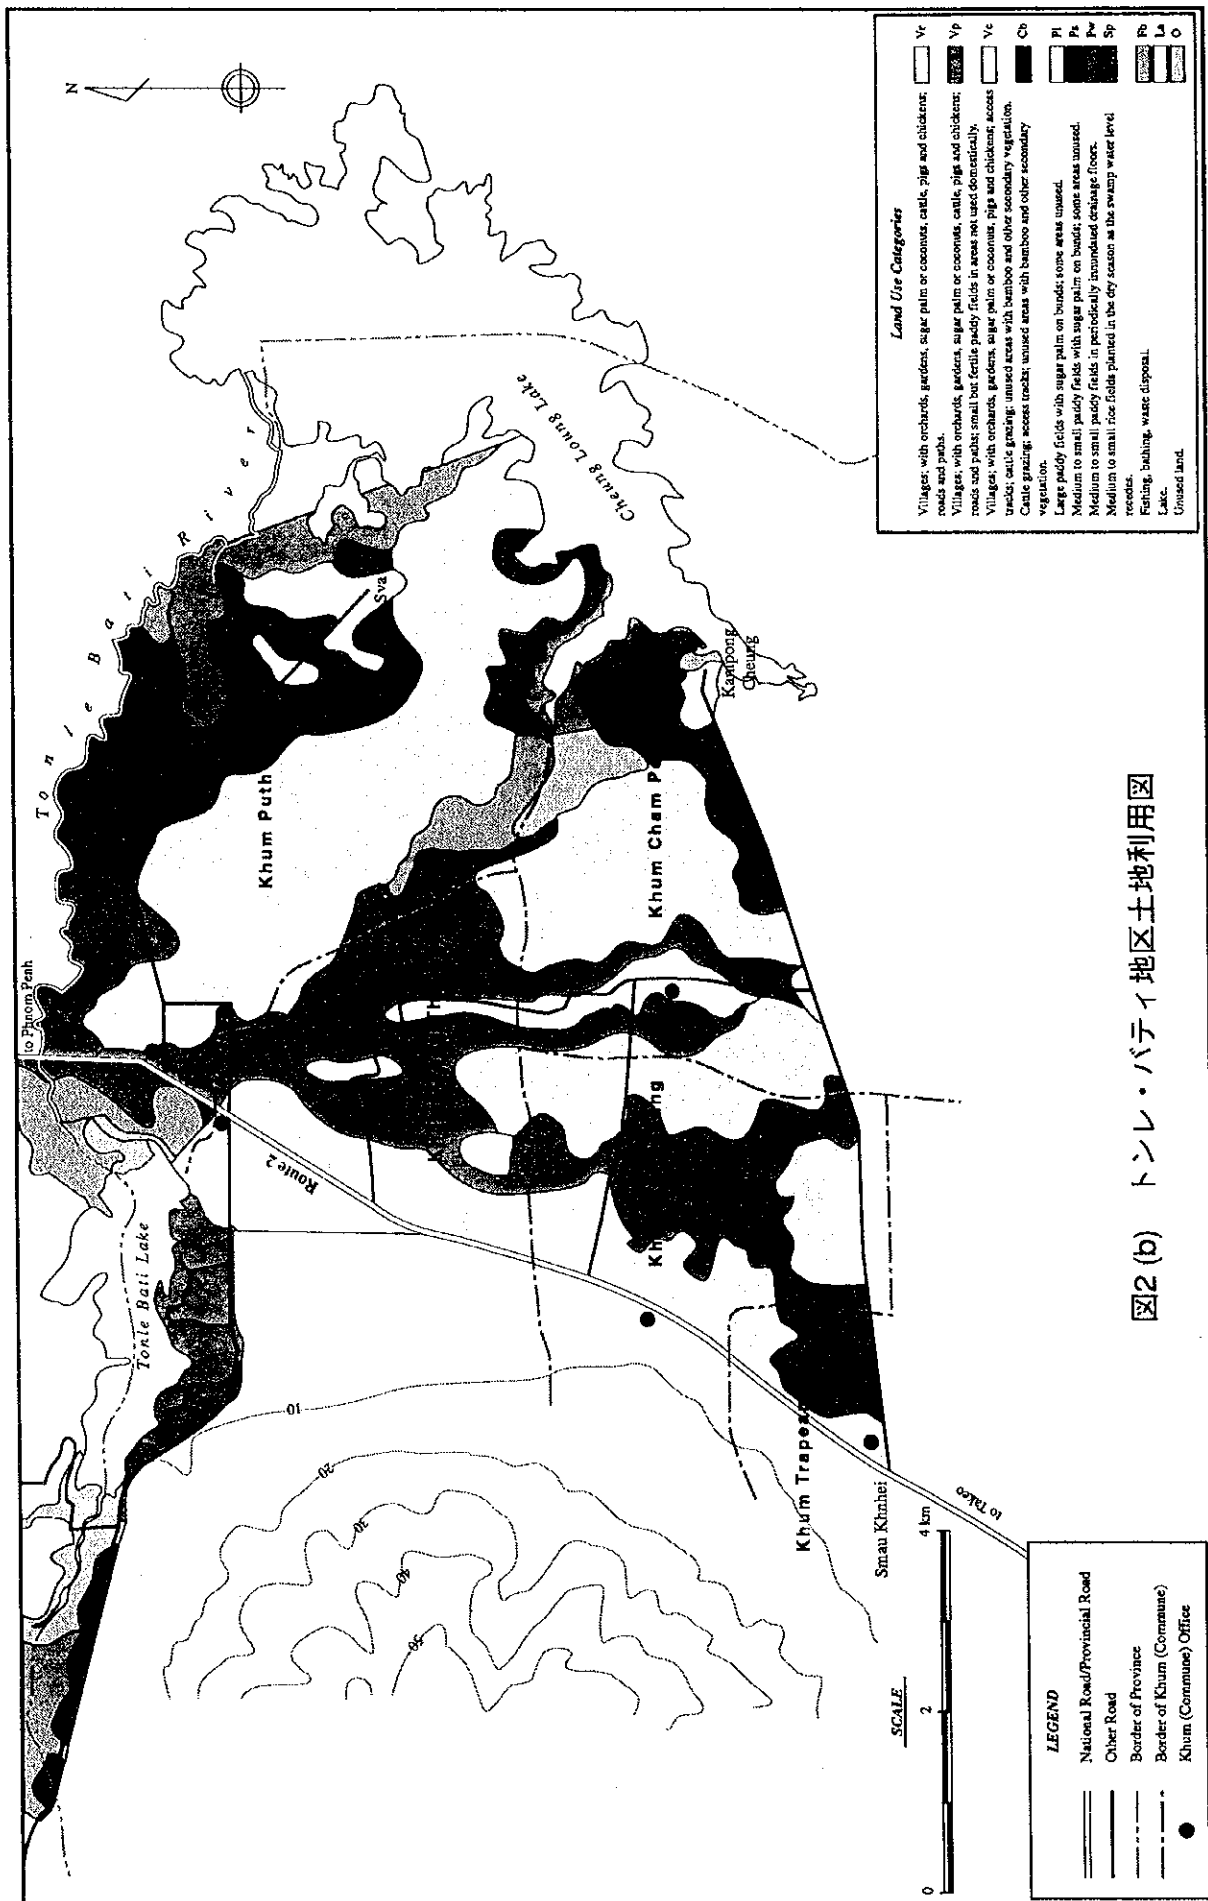 N
to Phnom Penh
Tonle Bati River
Tonle Bati Lake
Route 2
Khum Puth
Sva
Cheung Loung Lake
Kampong
Cheung
Khum Cham P
ng
Kh
Khum Trapean
Smau Khnhei
to Takeo
10
20
30
40
50
Land Use Categories
Villages; with orchards, gardens, sugar palm or coconuts, cattle, pigs and chickens;
roads and paths.
Vr
Villages; with orchards, gardens, sugar palm or coconuts, cattle, pigs and chickens;
roads and paths; small but fertile paddy fields in areas not used domestically.
Vp
Villages; with orchards, gardens, sugar palm or coconuts, pigs and chickens; access
tracks; cattle grazing; unused areas with bamboo and other secondary vegetation.
Vc
Cattle grazing; access tracks; unused areas with bamboo and other secondary
vegetation.
Cb
Large paddy fields with sugar palm on bunds; some areas unused.
Pl
Medium to small paddy fields with sugar palm on bunds; some areas unused.
Ps
Medium to small paddy fields in periodically innundated drainage floors.
Pw
Medium to small rice fields planted in the dry season as the swamp water level
recedes.
Sp
Fishing, bathing, waste disposal.
Fb
Lake.
La
Unused land.
O
SCALE
0 2 4 km
LEGEND
National Road/Provincial Road
Other Road
Border of Province
Border of Khum (Commune)
Khum (Commune) Office
図2 (b) トンレ・バティ地区土地利用図